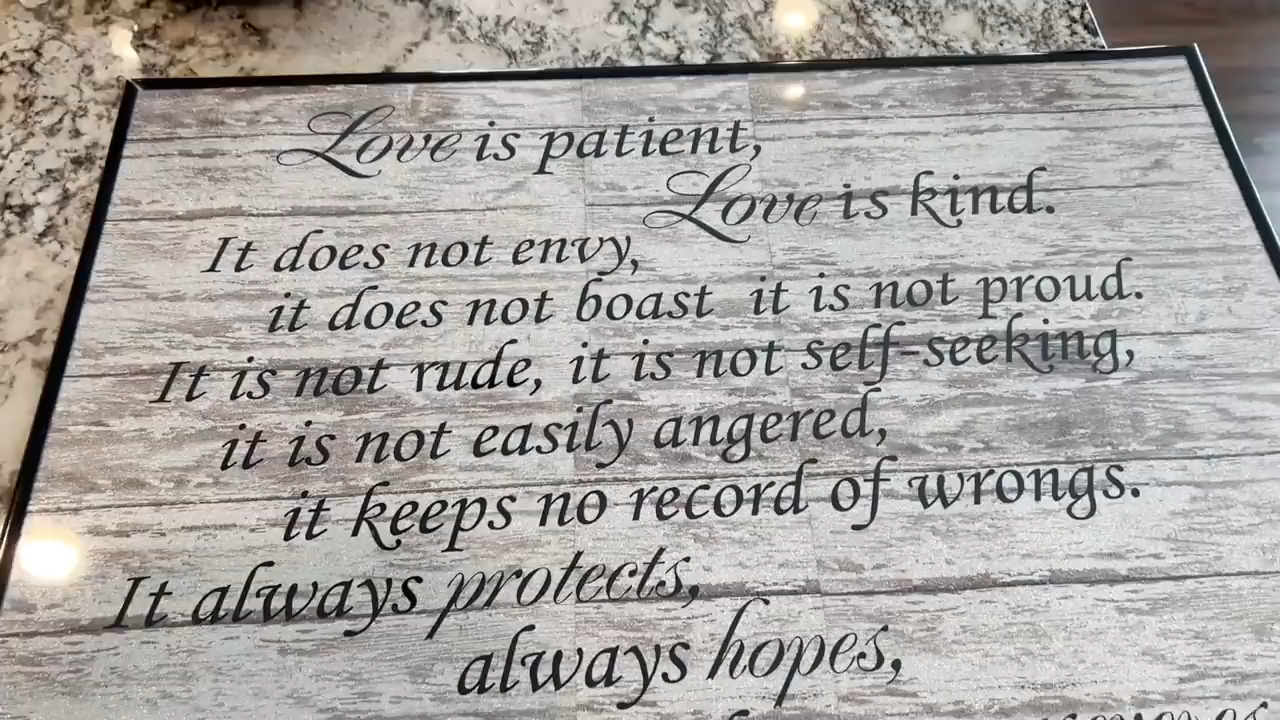 Love is patient,
Love is kind.
It does not envy,
it does not boast it is not proud.
It is not rude, it is not self-seeking,
it is not easily angered,
it keeps no record of wrongs.
It always protects,
always hopes,